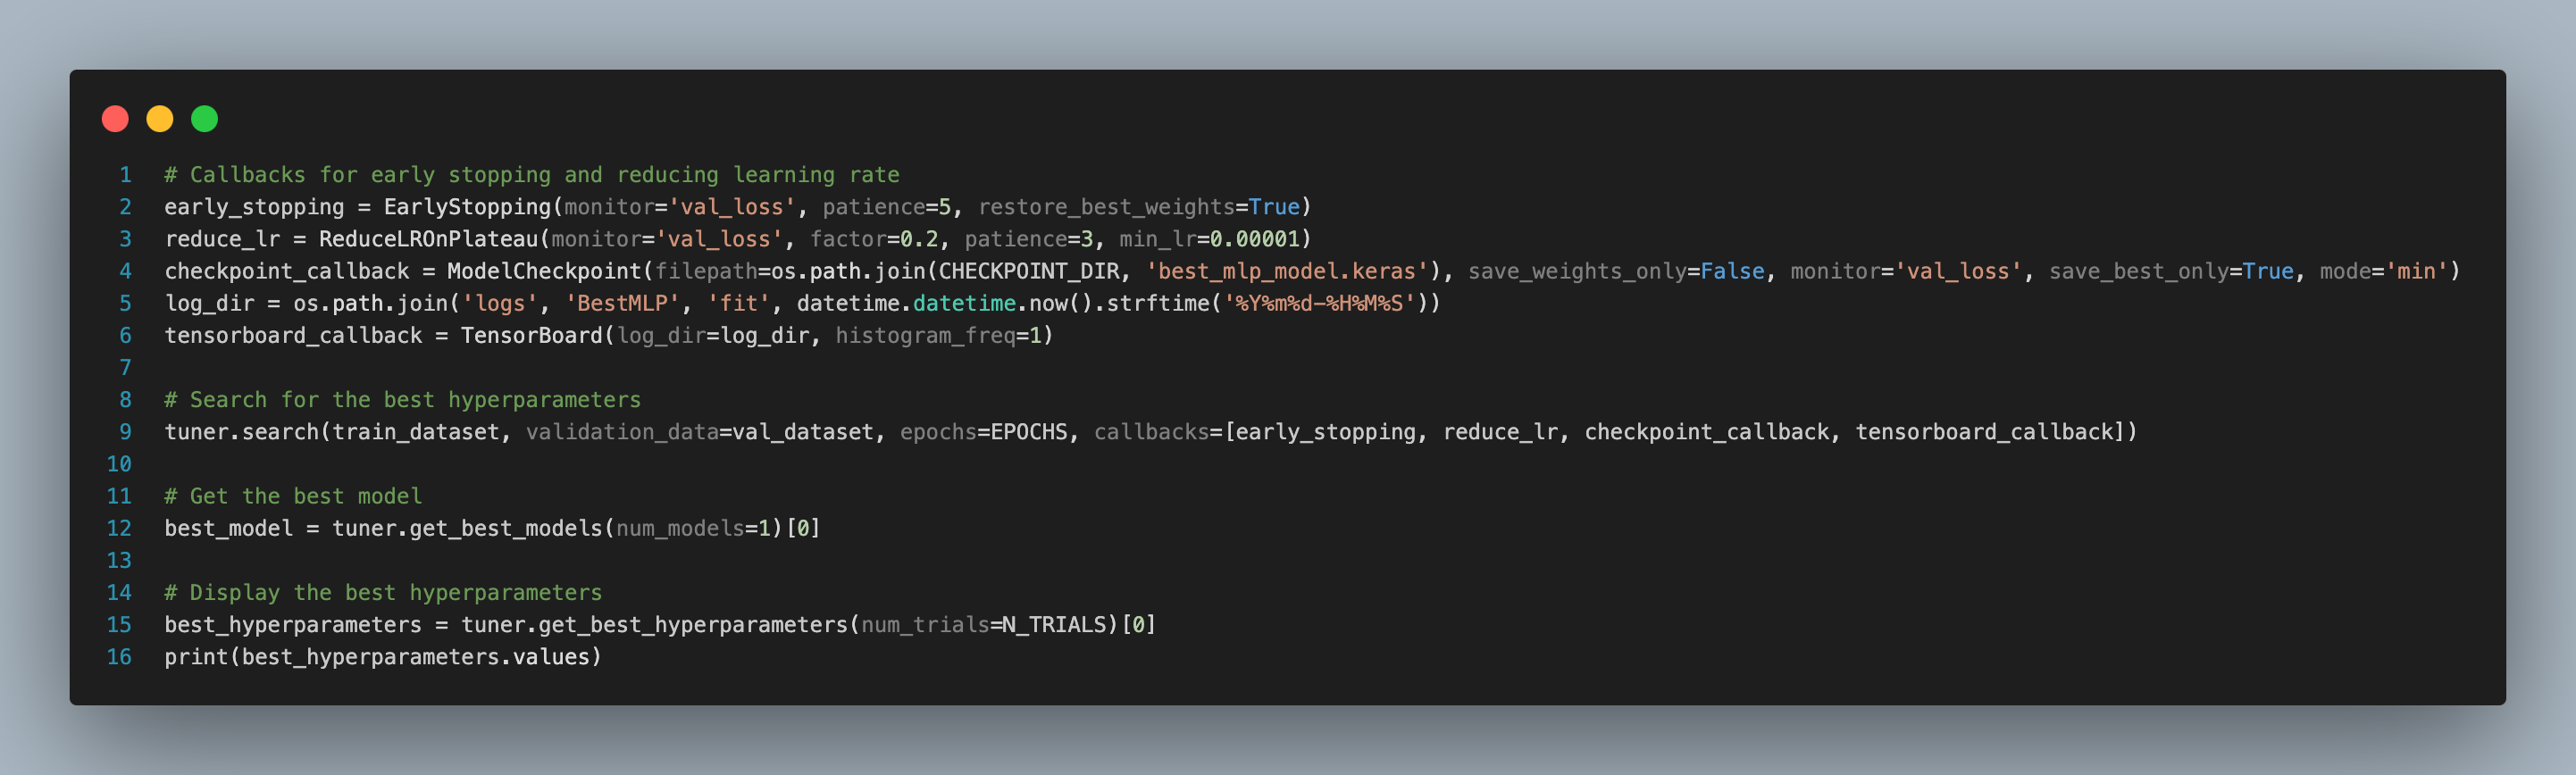 1 # Callbacks for early stopping and reducing learning rate
2 early_stopping = EarlyStopping(monitor='val_loss', patience=5, restore_best_weights=True)
3 reduce_lr = ReduceLROnPlateau(monitor='val_loss', factor=0.2, patience=3, min_lr=0.00001)
4 checkpoint_callback = ModelCheckpoint(filepath=os.path.join(CHECKPOINT_DIR, 'best_mlp_model.keras'), save_weights_only=False, monitor='val_loss', save_best_only=True, mode='min')
5 log_dir = os.path.join('logs', 'BestMLP', 'fit', datetime.datetime.now().strftime('%Y%m%d-%H%M%S'))
6 tensorboard_callback = TensorBoard(log_dir=log_dir, histogram_freq=1)
7
8 # Search for the best hyperparameters
9 tuner.search(train_dataset, validation_data=val_dataset, epochs=EPOCHS, callbacks=[early_stopping, reduce_lr, checkpoint_callback, tensorboard_callback])
10
11 # Get the best model
12 best_model = tuner.get_best_models(num_models=1)[0]
13
14 # Display the best hyperparameters
15 best_hyperparameters = tuner.get_best_hyperparameters(num_trials=N_TRIALS)[0]
16 print(best_hyperparameters.values)